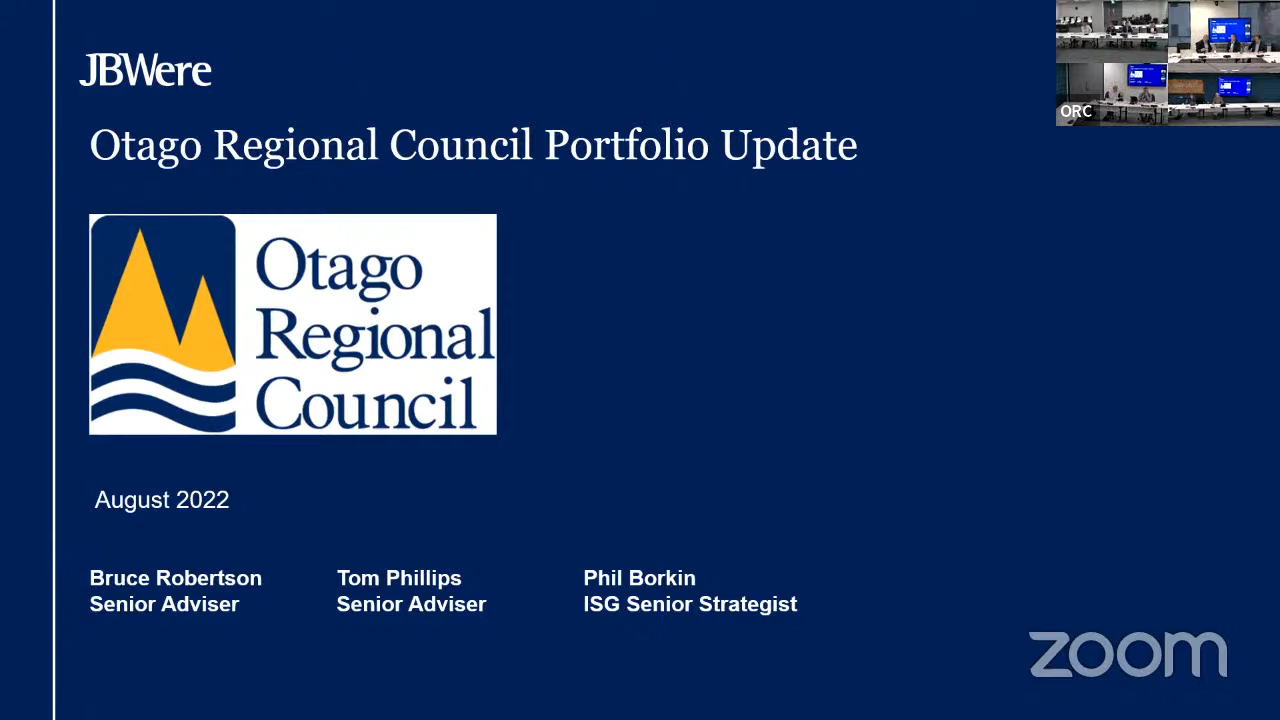 JBWere
Otago Regional Council Portfolio Update
Otago
Regional
Council
August 2022
Bruce Robertson
Senior Adviser
Tom Phillips
Senior Adviser
Phil Borkin
ISG Senior Strategist
ORC
zoom